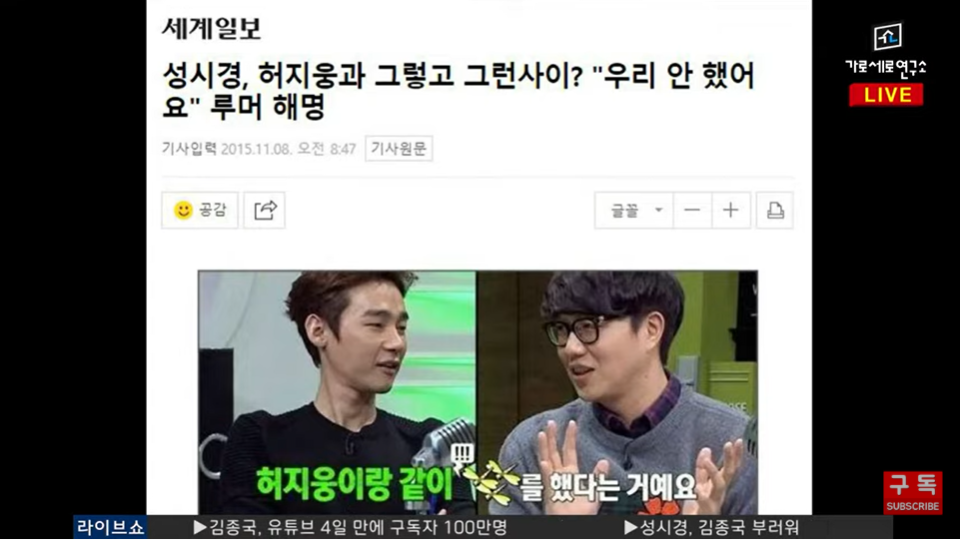 세계일보
성시경, 허지웅과 그렇고 그런사이? "우리 안 했어
요" 루머 해명
기사입력 2015.11.08. 오전 8:47 기사원문
공감
글꼴
가로세로연구소
LIVE
!!!
허지웅이랑 같이 를 했다는 거예요
구독
SUBSCRIBE
라이브쇼 ▶김종국, 유튜브 4일 만에 구독자 100만명 ▶성시경, 김종국 부러워